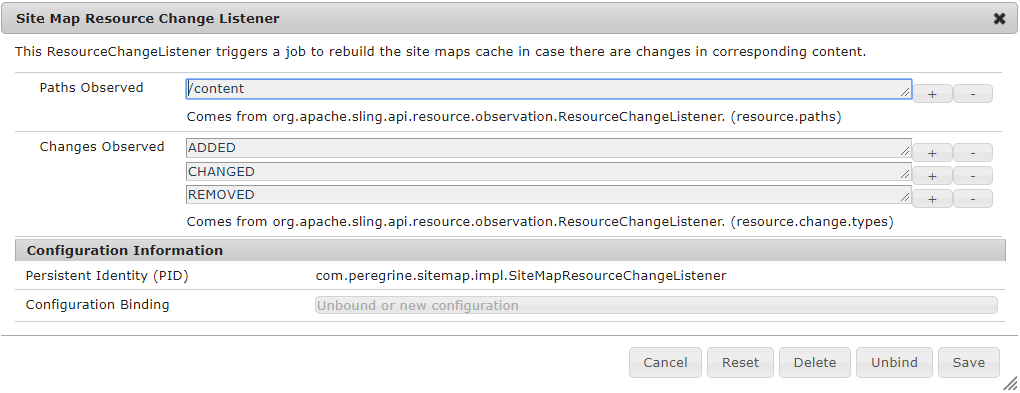 Site Map Resource Change Listener
This ResourceChangeListener triggers a job to rebuild the site maps cache in case there are changes in corresponding content.
Paths Observed
/content
+ -
Comes from org.apache.sling.api.resource.observation.ResourceChangeListener. (resource.paths)
Changes Observed
ADDED
+ -
CHANGED
+ -
REMOVED
+ -
Comes from org.apache.sling.api.resource.observation.ResourceChangeListener. (resource.change.types)
Configuration Information
Persistent Identity (PID)
com.peregrine.sitemap.impl.SiteMapResourceChangeListener
Configuration Binding
Unbound or new configuration
Cancel Reset Delete Unbind Save